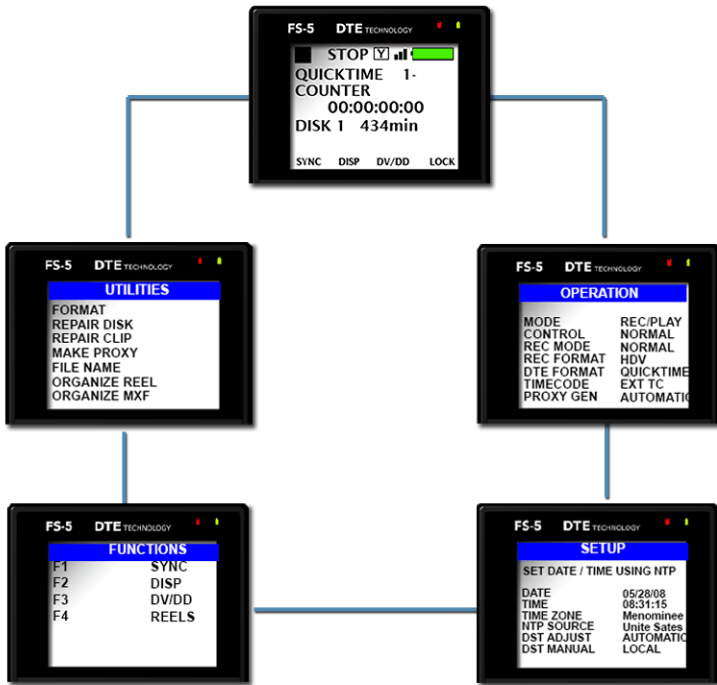 FS-5 DTE TECHNOLOGY
STOP Y
QUICKTIME 1-
COUNTER
00:00:00:00
DISK 1 434min
SYNC DISP DV/DD LOCK
FS-5 DTE TECHNOLOGY
UTILITIES
FORMAT
REPAIR DISK
REPAIR CLIP
MAKE PROXY
FILE NAME
ORGANIZE REEL
ORGANIZE MXF
FS-5 DTE TECHNOLOGY
OPERATION
MODE REC/PLAY
CONTROL NORMAL
REC MODE NORMAL
REC FORMAT HDV
DTE FORMAT QUICKTIME
TIMECODE EXT TC
PROXY GEN AUTOMATIC
FS-5 DTE TECHNOLOGY
FUNCTIONS
F1 SYNC
F2 DISP
F3 DV/DD
F4 REELS
FS-5 DTE TECHNOLOGY
SETUP
SET DATE / TIME USING NTP
DATE 05/28/08
TIME 08:31:15
TIME ZONE Menominee
NTP SOURCE Unite Sates
DST ADJUST AUTOMATIC
DST MANUAL LOCAL